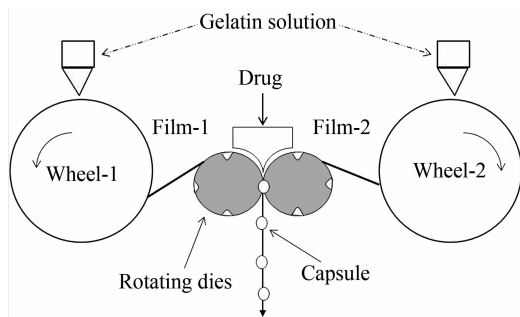 Gelatin solution
Drug
Film-1
Film-2
Wheel-1
Wheel-2
Rotating dies
Capsule